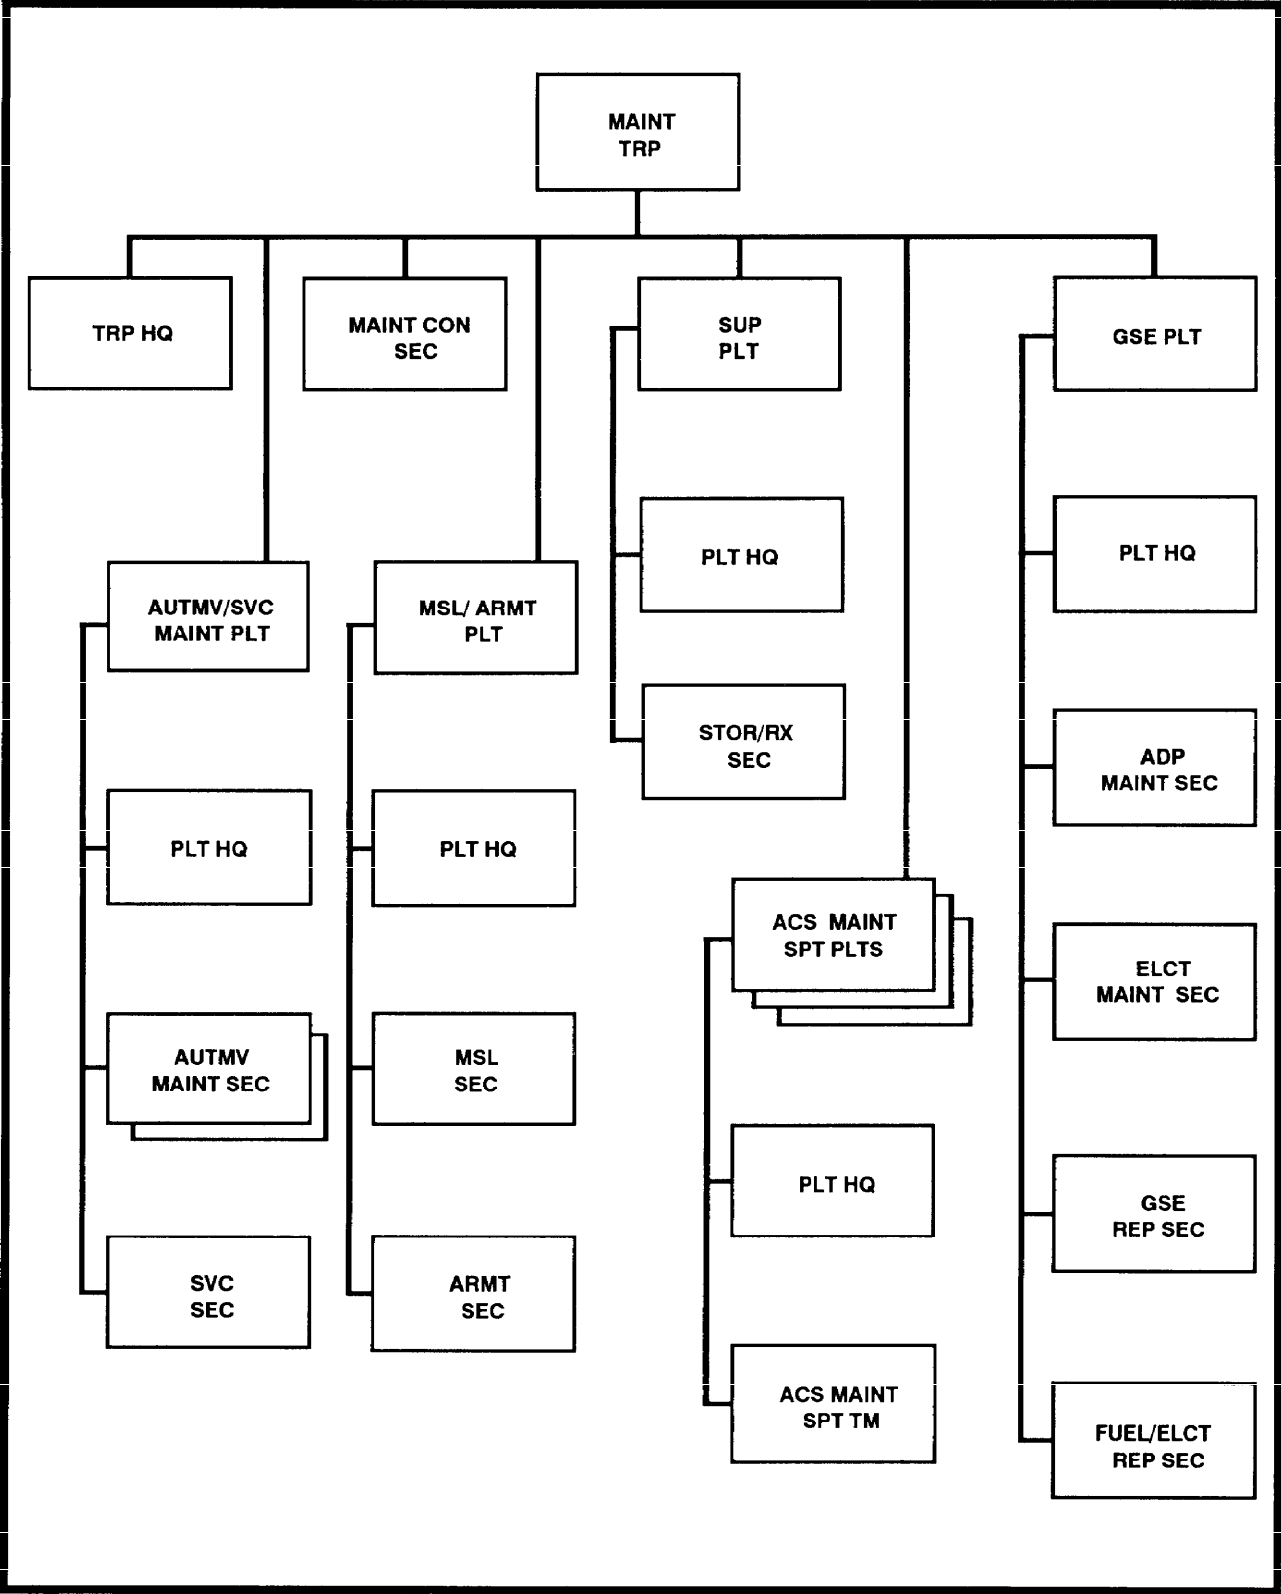 MAINT
TRP
TRP HQ
MAINT CON
SEC
SUP
PLT
GSE PLT
PLT HQ
PLT HQ
AUTMV/SVC
MAINT PLT
MSL/ ARMT
PLT
STOR/RX
SEC
ADP
MAINT SEC
PLT HQ
PLT HQ
ACS MAINT
SPT PLTS
ELCT
MAINT SEC
AUTMV
MAINT SEC
MSL
SEC
PLT HQ
GSE
REP SEC
SVC
SEC
ARMT
SEC
ACS MAINT
SPT TM
FUEL/ELCT
REP SEC